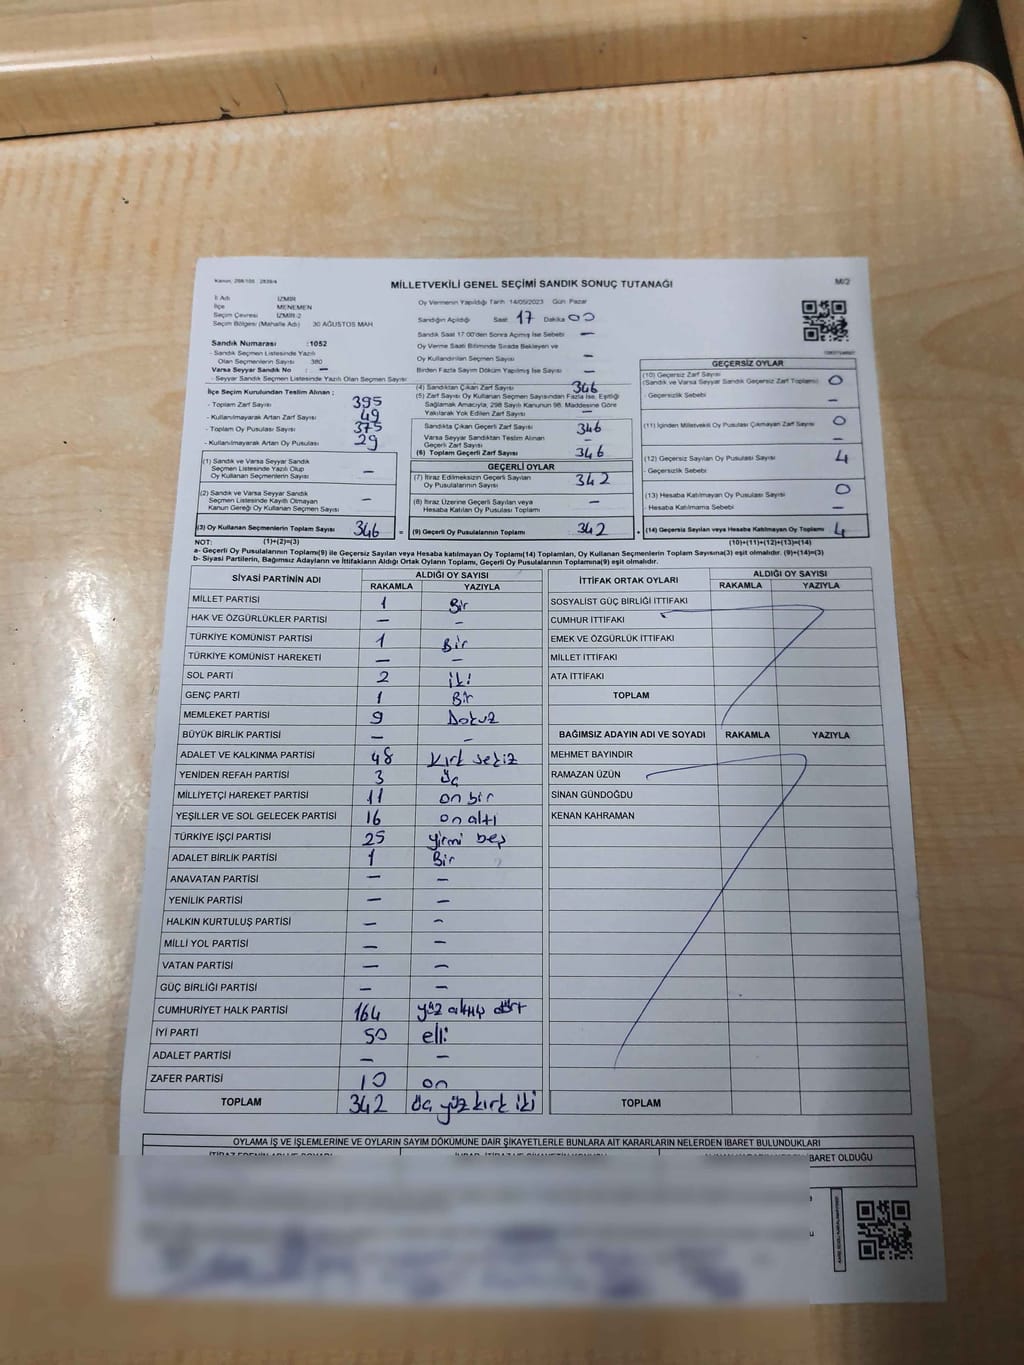 Kanun: 298/105 - 2839/4
MİLLETVEKİLİ GENEL SEÇİMİ SANDIK SONUÇ TUTANAĞI
M/2
İl Adı İZMİR
İlçe MENEMEN
Seçim Çevresi İZMİR-2
Seçim Bölgesi (Mahalle Adı) 30 AĞUSTOS MAH
Oy Vermenin Yapıldığı Tarih :14/05/2023 Gün Pazar
Sandığın Açıldığı Saat 17 Dakika 00
Sandık Saat 17:00'den Sonra Açılmış İse Sebebi —
Oy Verme Saati Bitiminde Sırada Bekleyen ve
Oy Kullandırılan Seçmen Sayısı —
Birden Fazla Sayım Döküm Yapılmış İse Sayısı —
Sandık Numarası :1052
- Sandık Seçmen Listesinde Yazılı
Olan Seçmenlerin Sayısı 380
Varsa Seyyar Sandık No : —
- Seyyar Sandık Seçmen Listesinde Yazılı Olan Seçmen Sayısı:
İlçe Seçim Kurulundan Teslim Alınan ;
- Toplam Zarf Sayısı 395
- Kullanılmayarak Artan Zarf Sayısı 49
- Toplam Oy Pusulası Sayısı 375
- Kullanılmayarak Artan Oy Pusulası 29
(1) Sandık ve Varsa Seyyar Sandık
Seçmen Listesinde Yazılı Olup
Oy Kullanan Seçmenlerin Sayısı —
(2) Sandık ve Varsa Seyyar Sandık
Seçmen Listesinde Kayıtlı Olmayan
Kanun Gereği Oy Kullanan Seçmen Sayısı —
(3) Oy Kullanan Seçmenlerin Toplam Sayısı 346
(4) Sandıktan Çıkan Zarf Sayısı 346
(5) Zarf Sayısı Oy Kullanan Seçmen Sayısından Fazla İse, Eşitliği
Sağlamak Amacıyla, 298 Sayılı Kanunun 98. Maddesine Göre
Yakılarak Yok Edilen Zarf Sayısı —
Sandıkta Çıkan Geçerli Zarf Sayısı 346
Varsa Seyyar Sandıktan Teslim Alınan
Geçerli Zarf Sayısı —
(6) Toplam Geçerli Zarf Sayısı 346
GEÇERLİ OYLAR
(7) İtiraz Edilmeksizin Geçerli Sayılan
Oy Pusulalarının Sayısı 342
(8) İtiraz Üzerine Geçerli Sayılan veya
Hesaba Katılan Oy Pusulalarının Sayısı —
= (9) Geçerli Oy Pusulalarının Toplamı 342
GEÇERSİZ OYLAR
(10) Geçersiz Zarf Sayısı
(Sandık ve Varsa Seyyar Sandık Geçersiz Zarf Toplamı) 0
- Geçersizlik Sebebi —
(11) İçinden Milletvekili Oy Pusulası Çıkmayan Zarf Sayısı 0
—
(12) Geçersiz Sayılan Oy Pusulası Sayısı 4
- Geçersizlik Sebebi
(13) Hesaba Katılmayan Oy Pusulası Sayısı 0
- Hesaba Katılmama Sebebi —
+ (14) Geçersiz Sayılan veya Hesaba Katılmayan Oy Toplamı 4
NOT: (1)+(2)=(3) (10)+(11)+(12)+(13)=(14)
a- Geçerli Oy Pusulalarının Toplamı(9) ile Geçersiz Sayılan veya Hesaba katılmayan Oy Toplamı(14) Toplamları, Oy Kullanan Seçmenlerin Toplam Sayısına(3) eşit olmalıdır. (9)+(14)=(3)
b- Siyasi Partilerin, Bağımsız Adayların ve İttifakların Aldığı Ortak Oyların Toplamı, Geçerli Oy Pusulalarının Toplamına(9) eşit olmalıdır.
SİYASİ PARTİNİN ADI ALDIĞI OY SAYISI
RAKAMLA YAZIYLA
MİLLET PARTİSİ 1 Bir
HAK VE ÖZGÜRLÜKLER PARTİSİ — —
TÜRKİYE KOMÜNİST PARTİSİ 1 Bir
TÜRKİYE KOMÜNİST HAREKETİ — —
SOL PARTİ 2 iki
GENÇ PARTİ 1 Bir
MEMLEKET PARTİSİ 9 Dokuz
BÜYÜK BİRLİK PARTİSİ — —
ADALET VE KALKINMA PARTİSİ 48 kırk sekiz
YENİDEN REFAH PARTİSİ 3 üç
MİLLİYETÇİ HAREKET PARTİSİ 11 on bir
YEŞİLLER VE SOL GELECEK PARTİSİ 16 on altı
TÜRKİYE İŞÇİ PARTİSİ 25 yirmi beş
ADALET BİRLİK PARTİSİ 1 Bir
ANAVATAN PARTİSİ — —
YENİLİK PARTİSİ — —
HALKIN KURTULUŞ PARTİSİ — —
MİLLİ YOL PARTİSİ — —
VATAN PARTİSİ — —
GÜÇ BİRLİĞİ PARTİSİ — —
CUMHURİYET HALK PARTİSİ 164 yüz altmış dört
İYİ PARTİ 50 elli
ADALET PARTİSİ — —
ZAFER PARTİSİ 10 on
TOPLAM 342 üç yüz kırk iki
İTTİFAK ORTAK OYLARI ALDIĞI OY SAYISI
RAKAMLA YAZIYLA
SOSYALİST GÜÇ BİRLİĞİ İTTİFAKI
CUMHUR İTTİFAKI
EMEK VE ÖZGÜRLÜK İTTİFAKI
MİLLET İTTİFAKI
ATA İTTİFAKI
TOPLAM
BAĞIMSIZ ADAYIN ADI VE SOYADI RAKAMLA YAZIYLA
MEHMET BAYINDIR
RAMAZAN ÜZÜN
SİNAN GÜNDOĞDU
KENAN KAHRAMAN
TOPLAM
OYLAMA İŞ VE İŞLEMLERİNE VE OYLARIN SAYIM DÖKÜMÜNE DAİR ŞİKAYETLERLE BUNLARA AİT KARARLARIN NELERDEN İBARET BULUNDUKLARI
BARET OLDUĞU